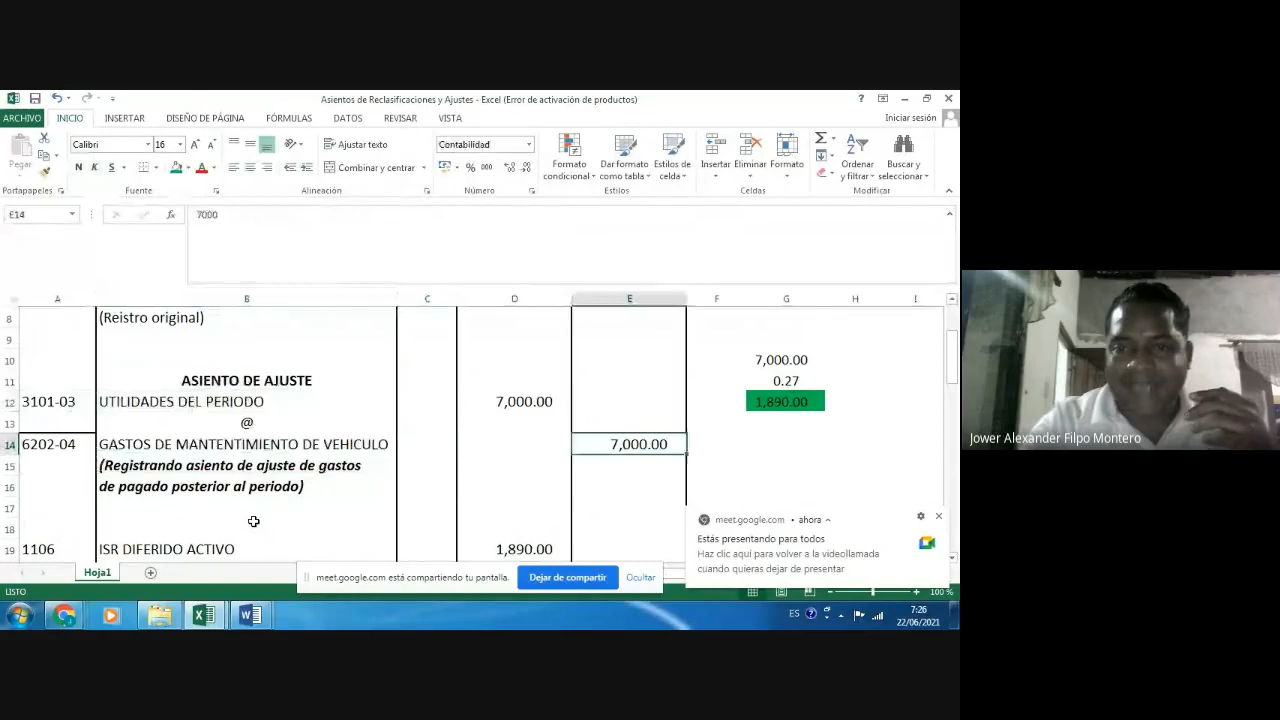 Asientos de Reclasificaciones y Ajustes - Excel (Error de activación de productos)
ARCHIVO INICIO INSERTAR DISEÑO DE PÁGINA FÓRMULAS DATOS REVISAR VISTA Iniciar sesión
Pegar
Calibri 16
N K S
Ajustar texto
Combinar y centrar
Contabilidad
% 000
Formato condicional
Dar formato como tabla
Estilos de celda
Insertar Eliminar Formato
Ordenar y filtrar
Buscar y seleccionar
Portapapeles Fuente Alineación Número Estilos Celdas Modificar
E14 fx 7000
A B C D E F G H I
8 (Reistro original)
9
10 7,000.00
11 ASIENTO DE AJUSTE 0.27
12 3101-03 UTILIDADES DEL PERIODO 7,000.00 1,890.00
13 @
14 6202-04 GASTOS DE MANTENTIMIENTO DE VEHICULO 7,000.00
15 (Registrando asiento de ajuste de gastos
16 de pagado posterior al periodo)
17
18
19 1106 ISR DIFERIDO ACTIVO 1,890.00
meet.google.com • ahora
Estás presentando para todos
Haz clic aquí para volver a la videollamada
cuando quieras dejar de presentar
Hoja1
meet.google.com está compartiendo tu pantalla. Dejar de compartir Ocultar
LISTO 100 %
ES 7:26
22/06/2021
Jower Alexander Filpo Montero